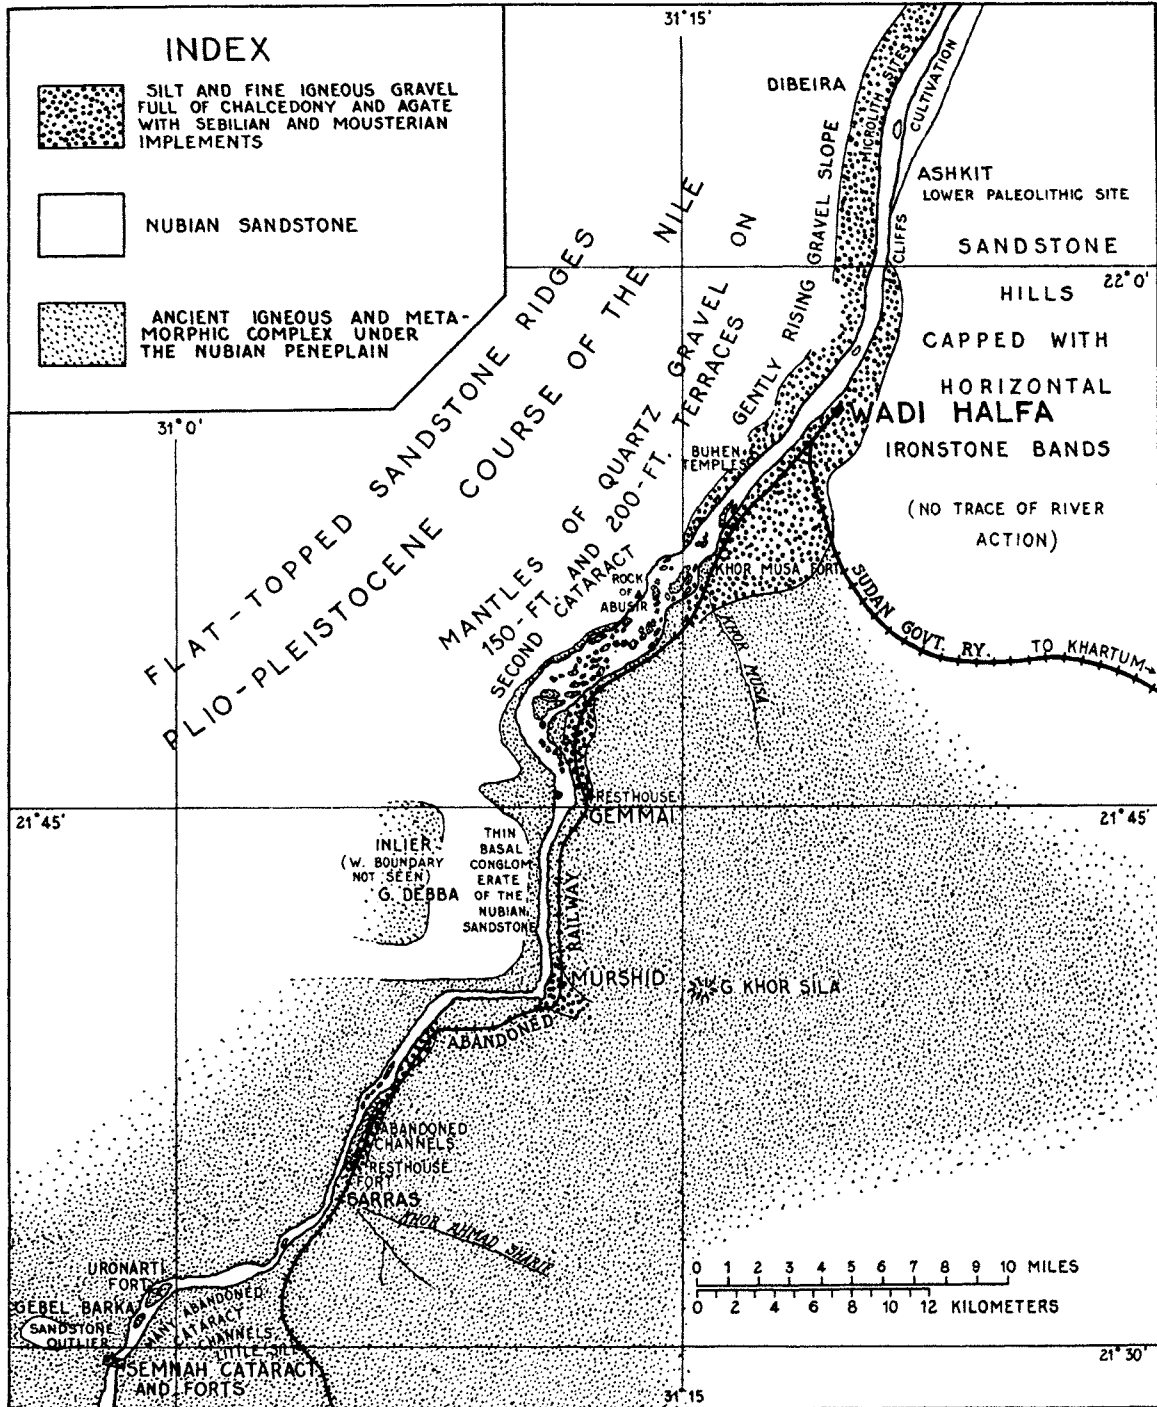 INDEX
SILT AND FINE IGNEOUS GRAVEL
FULL OF CHALCEDONY AND AGATE
WITH SEBILIAN AND MOUSTERIAN
IMPLEMENTS
NUBIAN SANDSTONE
ANCIENT IGNEOUS AND META-
MORPHIC COMPLEX UNDER
THE NUBIAN PENEPLAIN
31°15'
DIBEIRA
MICROLITH SITES
CULTIVATION
ASHKIT
LOWER PALEOLITHIC SITE
CLIFFS
SANDSTONE
HILLS
CAPPED WITH
HORIZONTAL
IRONSTONE BANDS
(NO TRACE OF RIVER
ACTION)
22°0'
WADI HALFA
31°0'
FLAT-TOPPED SANDSTONE RIDGES
PLIO-PLEISTOCENE COURSE OF THE NILE
MANTLES OF QUARTZ GRAVEL ON
150-FT. AND 200-FT. TERRACES
GENTLY RISING GRAVEL SLOPE
BUHEN
TEMPLES
SECOND CATARACT
ROCK
OF
ABUSIR
KHOR MUSA FORT
KHOR MUSA
SUDAN GOVT. RY.
TO KHARTUM
21°45'
RESTHOUSE
GEMMAI
21°45'
INLIER
(W. BOUNDARY
NOT SEEN)
G. DEBBA
THIN
BASAL
CONGLOM
ERATE
OF THE
NUBIAN
SANDSTONE
RAILWAY
MURSHID
G KHOR SILA
ABANDONED
ABANDONED
CHANNELS
RESTHOUSE
FORT
SARRAS
KHOR AHMAD SHARIF
URONARTI
FORT
GEBEL BARKA
SANDSTONE
OUTLIER
MANY ABANDONED
CATARACT
CHANNELS
LITTLE SILT
SEMNAH CATARACT
AND FORTS
0 1 2 3 4 5 6 7 8 9 10 MILES
0 2 4 6 8 10 12 KILOMETERS
21°30'
31°15'